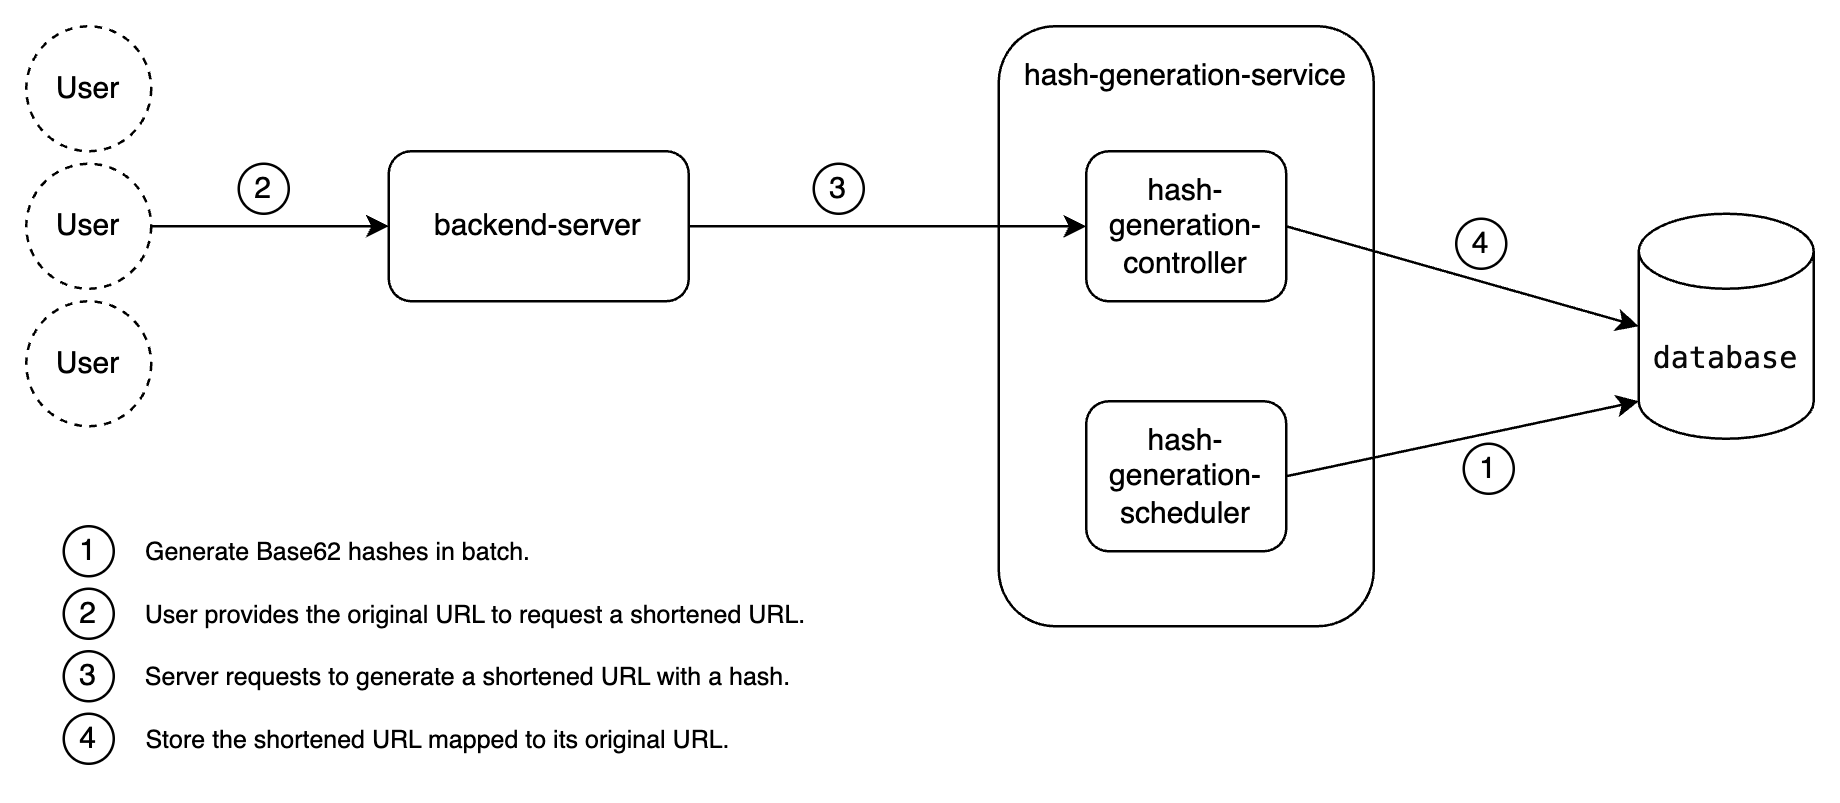 User
User
User
2
backend-server
3
hash-generation-service
hash-
generation-
controller
4
hash-
generation-
scheduler
1
database
1 Generate Base62 hashes in batch.
2 User provides the original URL to request a shortened URL.
3 Server requests to generate a shortened URL with a hash.
4 Store the shortened URL mapped to its original URL.